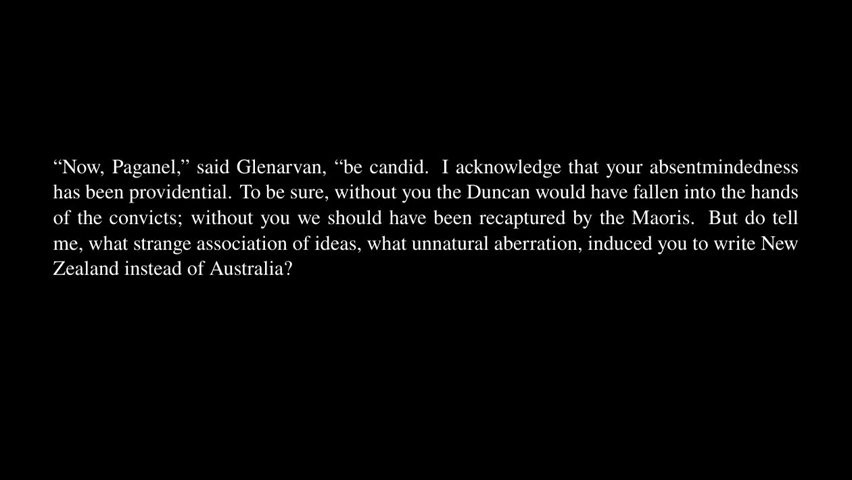 “Now, Paganel,” said Glenarvan, “be candid. I acknowledge that your absentmindedness
has been providential. To be sure, without you the Duncan would have fallen into the hands
of the convicts; without you we should have been recaptured by the Maoris. But do tell
me, what strange association of ideas, what unnatural aberration, induced you to write New
Zealand instead of Australia?